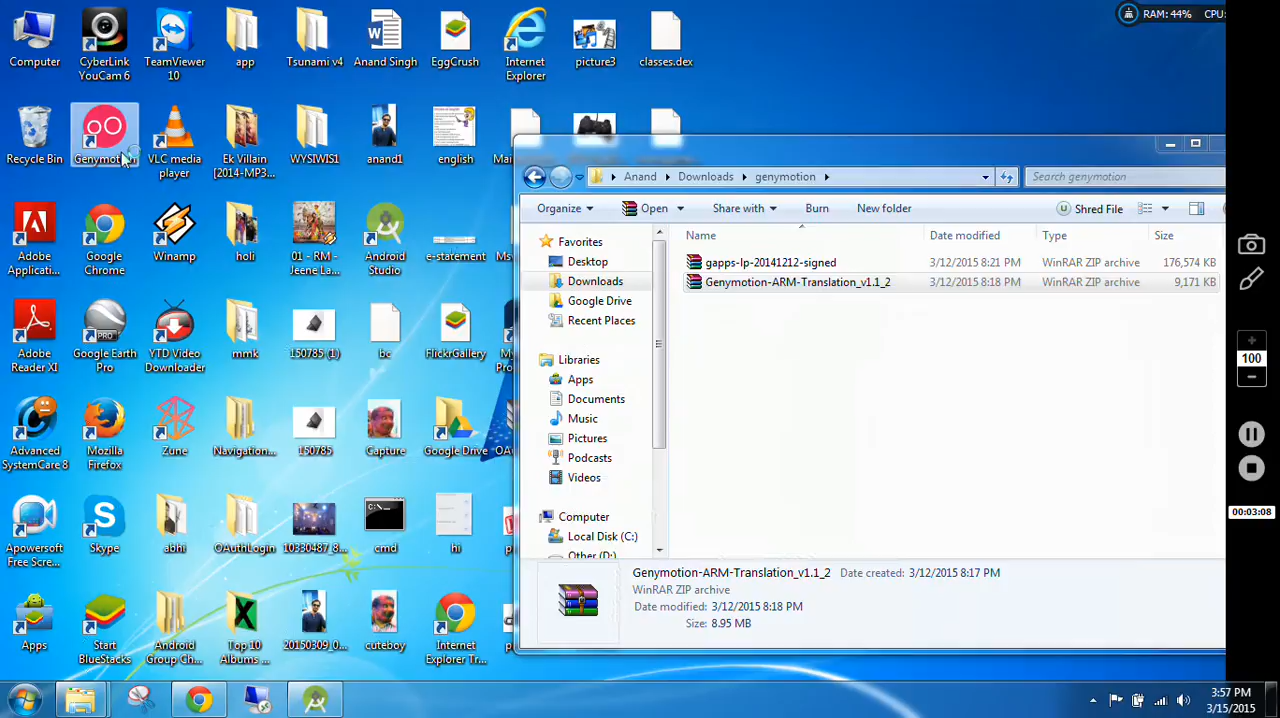 RAM: 44% CPU:
Computer
CyberLink YouCam 6
TeamViewer 10
app
Tsunami v4
Anand Singh
EggCrush
Internet Explorer
picture3
classes.dex
Recycle Bin
VLC media player
Ek Villain [2014-MP3...
WYSIWIS1
anand1
english
Adobe Applicati...
Google Chrome
Winamp
holi
01 - RM - Jeene La...
Android Studio
e-statement
Adobe Reader XI
Google Earth Pro
YTD Video Downloader
mmk
150785 (1)
bc
FlickrGallery
Advanced SystemCare 8
Mozilla Firefox
Zune
Navigation...
150785
Capture
Google Drive
Apowersoft Free Scre...
Skype
abhi
OAuthLogin
10330487_8...
cmd
hi
Apps
Start BlueStacks
Android Group Ch...
Top 10 Albums ...
20150309_0...
cuteboy
Internet Explorer Tr...
Anand
Downloads
genymotion
Search genymotion
Organize
Open
Share with
Burn
New folder
Shred File
Favorites
Desktop
Downloads
Google Drive
Recent Places
Libraries
Apps
Documents
Music
Pictures
Podcasts
Videos
Computer
Local Disk (C:)
Other (D:)
Name Date modified Type Size
gapps-lp-20141212-signed 3/12/2015 8:21 PM WinRAR ZIP archive 176,574 KB
Genymotion-ARM-Translation_v1.1_2 3/12/2015 8:18 PM WinRAR ZIP archive 9,171 KB
Genymotion-ARM-Translation_v1.1_2 Date created: 3/12/2015 8:17 PM
WinRAR ZIP archive
Date modified: 3/12/2015 8:18 PM
Size: 8.95 MB
100
00:03:08
3:57 PM
3/15/2015